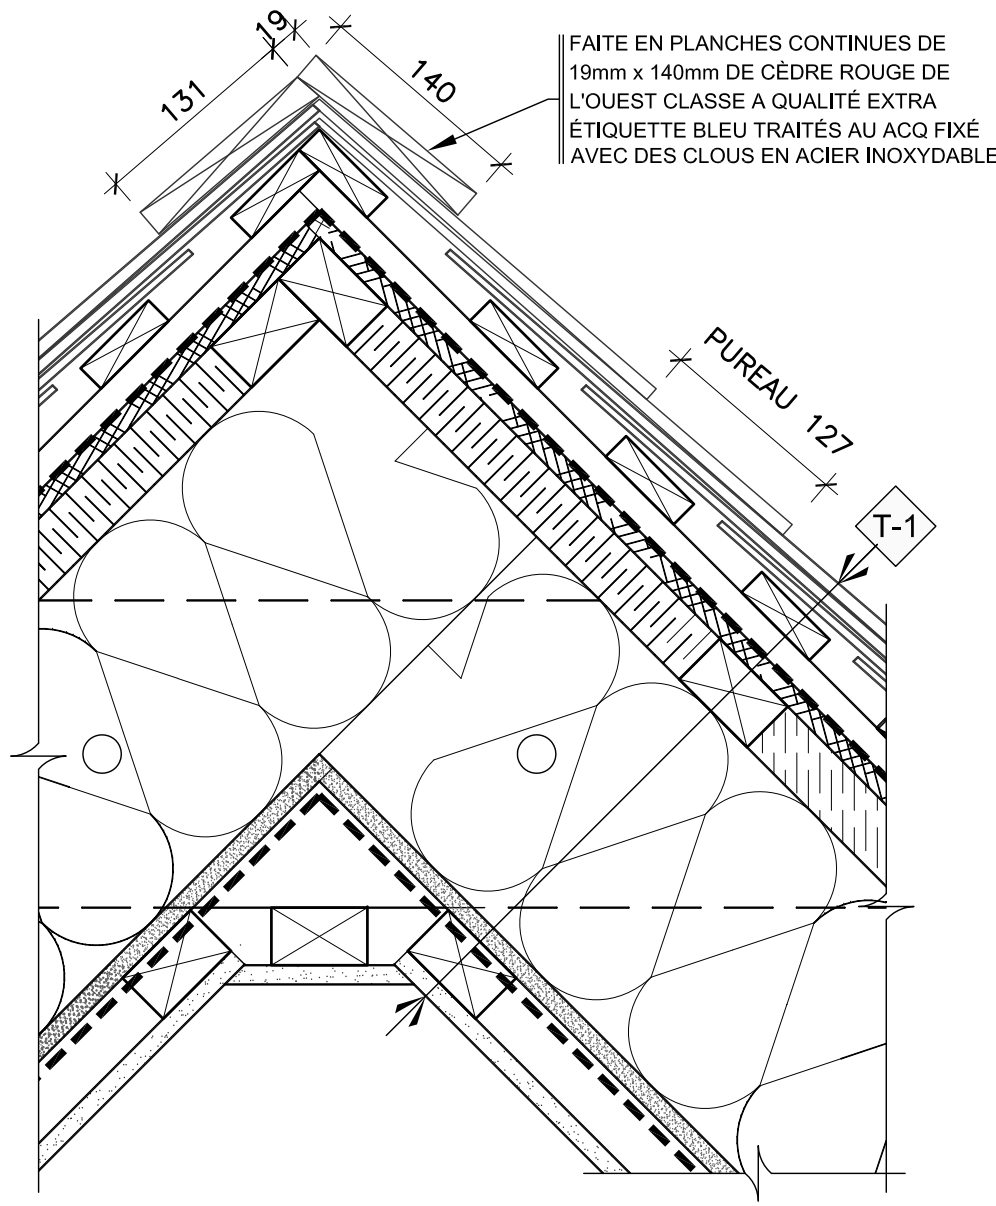 19
131
140
FAITE EN PLANCHES CONTINUES DE
19mm x 140mm DE CÈDRE ROUGE DE
L'OUEST CLASSE A QUALITÉ EXTRA
ÉTIQUETTE BLEU TRAITÉS AU ACQ FIXÉ
AVEC DES CLOUS EN ACIER INOXYDABLE
PUREAU 127
T-1